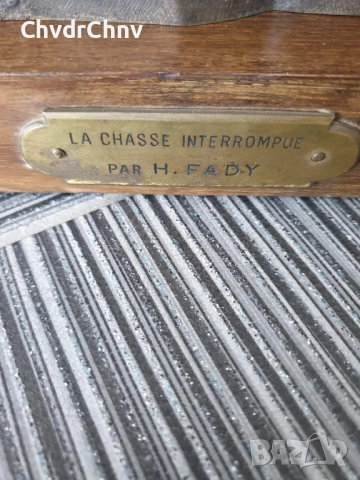 ChvdrChnv
LA CHASSE INTERROMPUE
PAR H. FADY
BAZAR